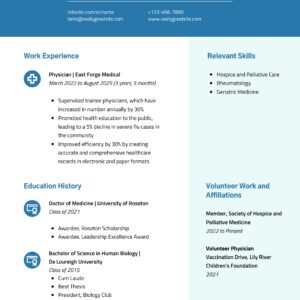 linkedin.com/in/name
+123-456-7890
hello@reallygreatsite.com
www.reallygreatsite.com
Work Experience
Physician | East Forge Medical
March 2022 to August 2025 (3 years, 5 months)
Supervised trainee physicians, which have
increased in number annually by 30%
Promoted health education to the public,
leading to a 5% decline in severe flu cases in
the community
Improved efficiency by 30% by creating
accurate and comprehensive healthcare
records in electronic and paper formats
Education History
Doctor of Medicine | University of Roseton
Class of 2021
Awardee, Roseton Scholarship
Awardee, Leadership Excellence Award
Bachelor of Science in Human Biology |
De Loureigh University
Class of 2015
Cum Laude
Best Thesis
President, Biology Club
Relevant Skills
Hospice and Palliative Care
Rheumatology
Geriatric Medicine
Volunteer Work and
Affiliations
Member, Society of Hospice and
Palliative Medicine
2022 to Present
Volunteer Physician
Vaccination Drive, Lily River
Children's Foundation
2021